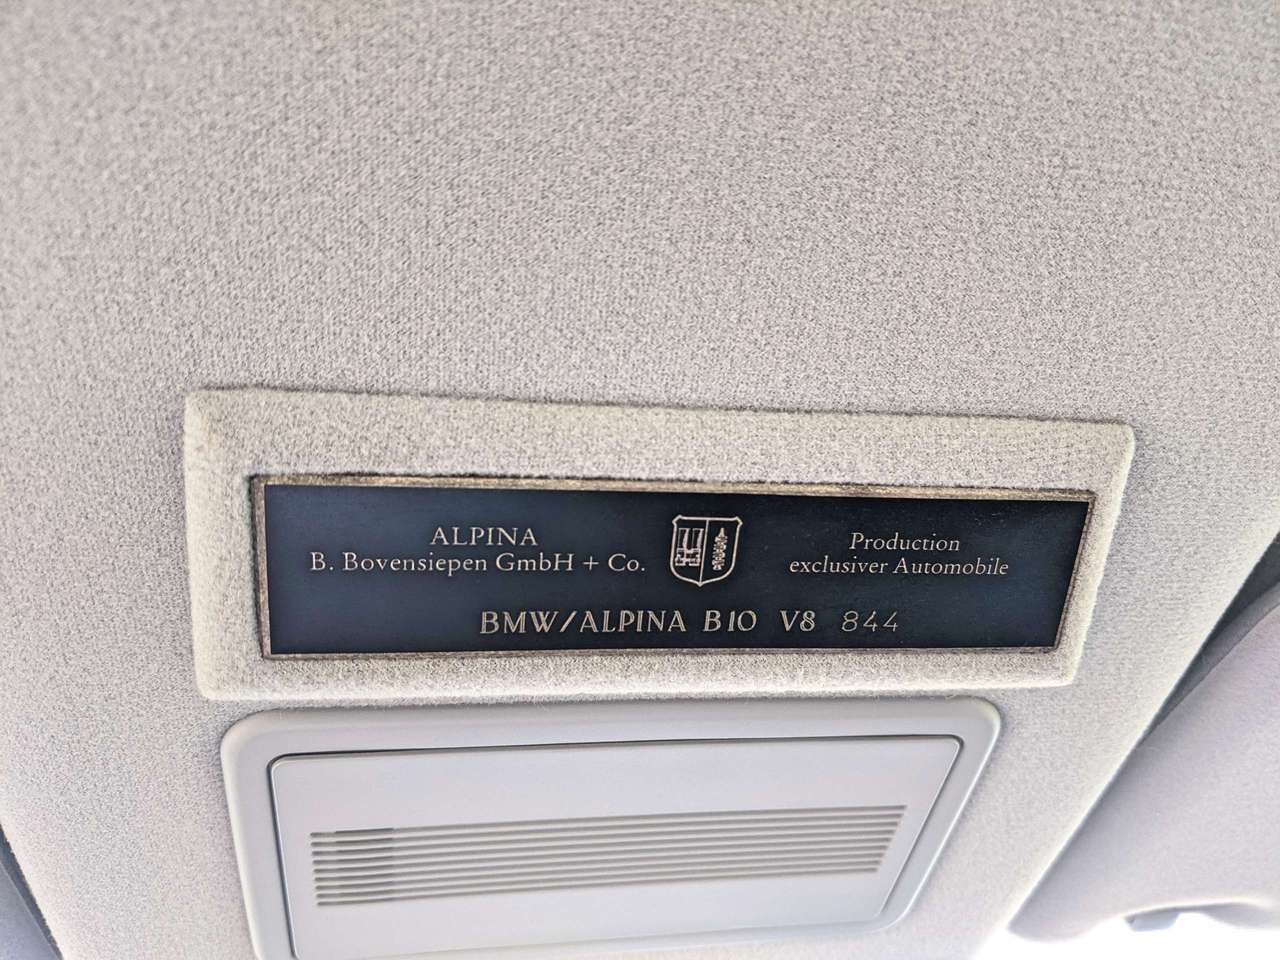 ALPINA
B. Bovensiepen GmbH + Co.
Production
exclusiver Automobile
BMW/ALPINA B10 V8 844